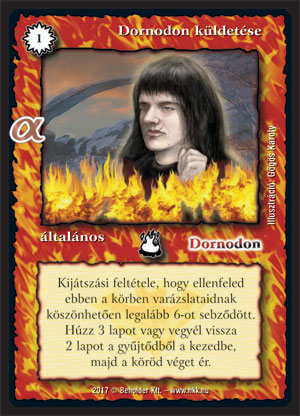 Dornodon küldetése
1
α
Illusztráció: Gögös Károly
általános
Dornodon
Kijátszási feltétele, hogy ellenfeled
ebben a körben varázslataidnak
köszönhetően legalább 6-ot sebződött.
Húzz 3 lapot vagy vegyél vissza
2 lapot a gyűjtődből a kezedbe,
majd a köröd véget ér.
2017 © Beholder Kft. – www.hkk.hu